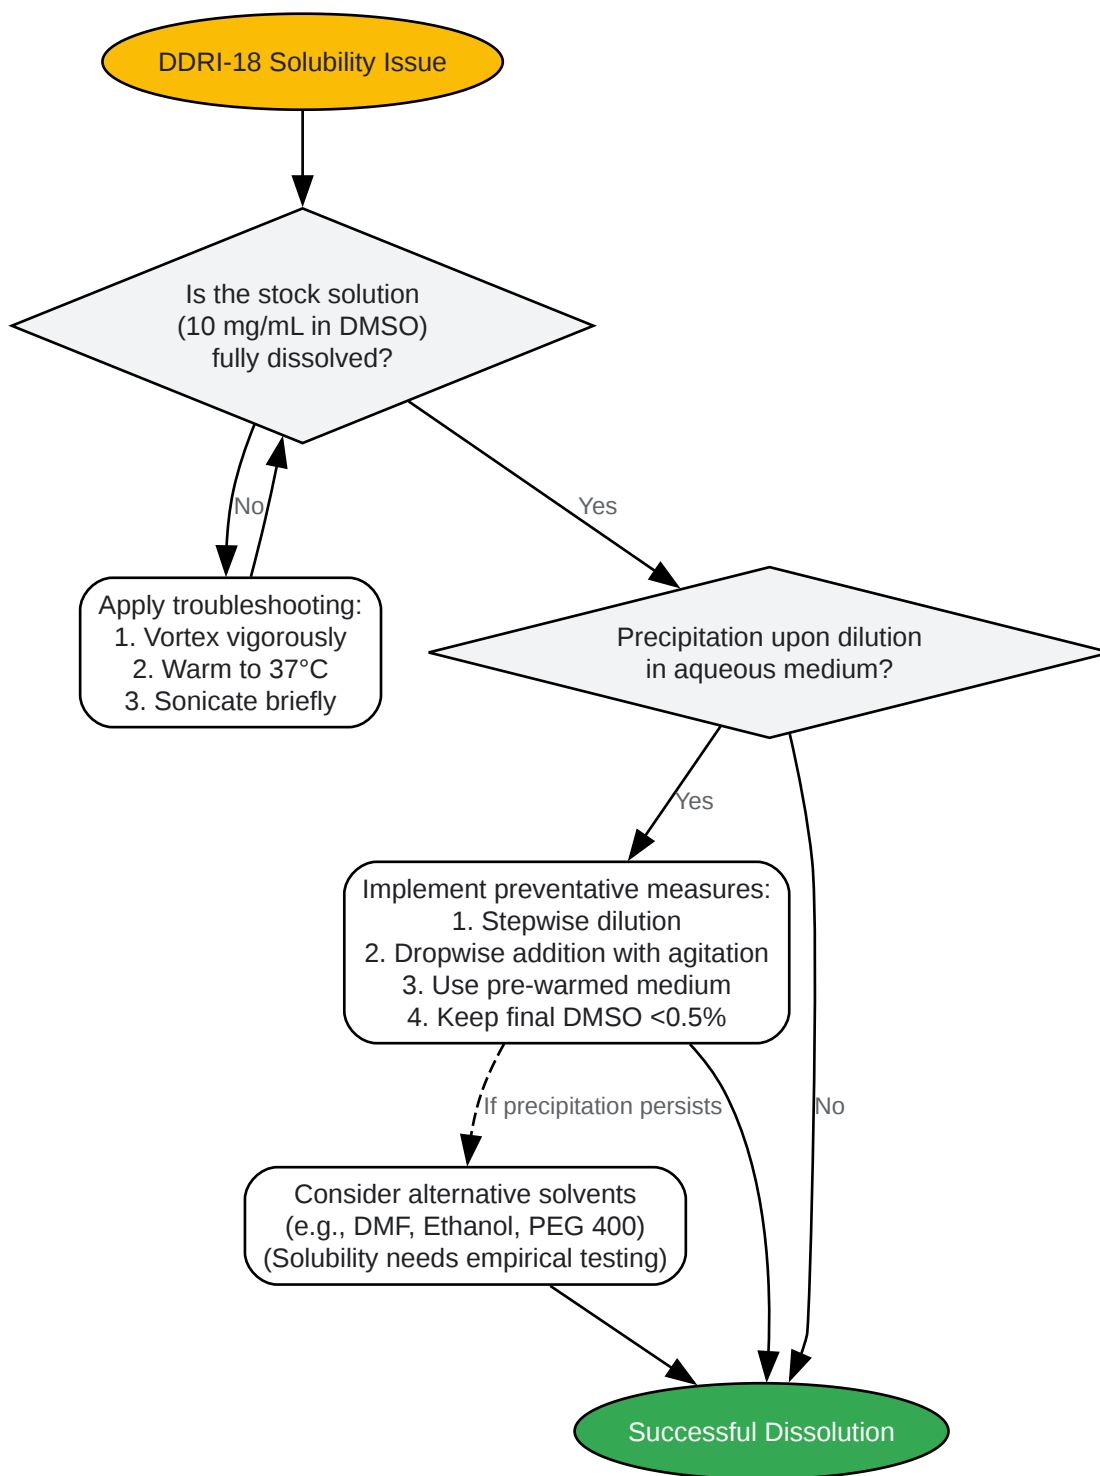 DDRI-18 Solubility Issue
Is the stock solution
(10 mg/mL in DMSO)
fully dissolved?
No
Yes
Apply troubleshooting:
1. Vortex vigorously
2. Warm to 37°C
3. Sonicate briefly
Precipitation upon dilution
in aqueous medium?
Yes
Implement preventative measures:
1. Stepwise dilution
2. Dropwise addition with agitation
3. Use pre-warmed medium
4. Keep final DMSO <0.5%
If precipitation persists
No
Consider alternative solvents
(e.g., DMF, Ethanol, PEG 400)
(Solubility needs empirical testing)
Successful Dissolution